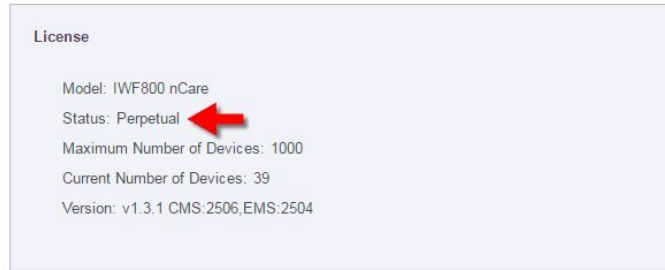 License
Model: IWF800 nCare
Status: Perpetual
Maximum Number of Devices: 1000
Current Number of Devices: 39
Version: v1.3.1 CMS:2506,EMS:2504